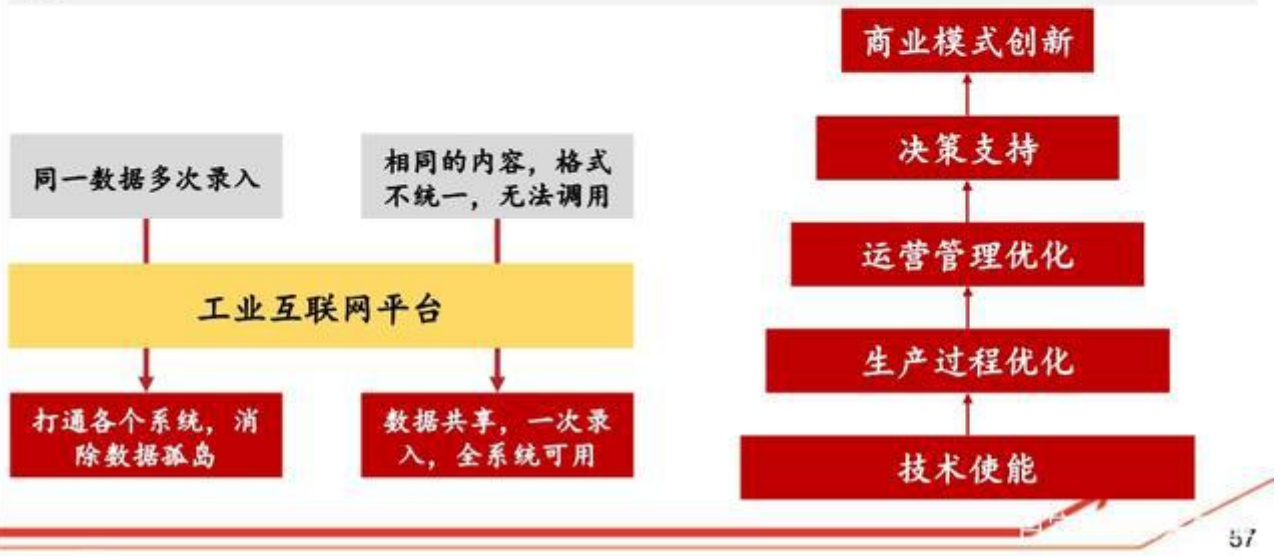 商业模式创新
决策支持
同一数据多次录入
相同的内容，格式
不统一，无法调用
运营管理优化
工业互联网平台
生产过程优化
打通各个系统，消
除数据孤岛
数据共享，一次录
入，全系统可用
技术使能
57